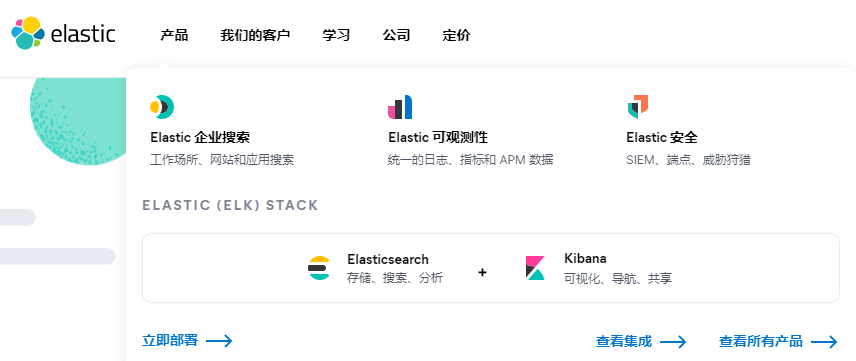 elastic 产品 我们的客户 学习 公司 定价
Elastic 企业搜索 Elastic 可观测性 Elastic 安全
工作场所、网站和应用搜索 统一的日志、指标和 APM 数据 SIEM、端点、威胁狩猎
ELASTIC (ELK) STACK
Elasticsearch + Kibana
存储、搜索、分析 可视化、导航、共享
立即部署 查看集成 查看所有产品